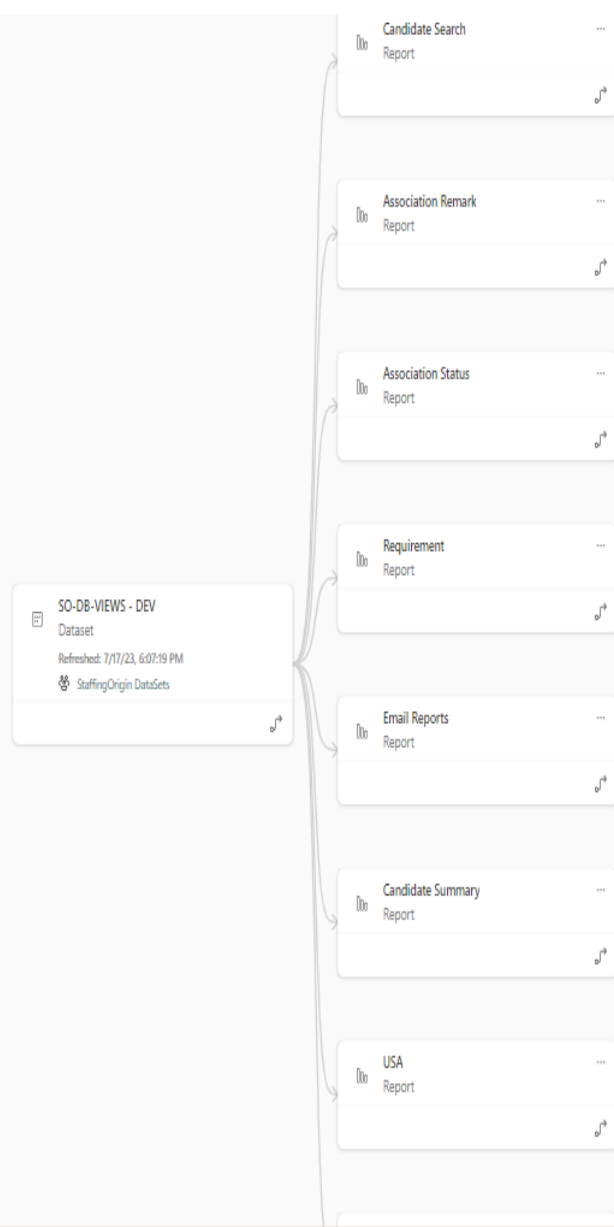 Candidate Search
Report
Association Remark
Report
Association Status
Report
Requirement
Report
SO-DB-VIEWS - DEV
Dataset
Refreshed: 7/17/23, 6:07:19 PM
StaffingOrigin DataSets
Email Reports
Report
Candidate Summary
Report
USA
Report